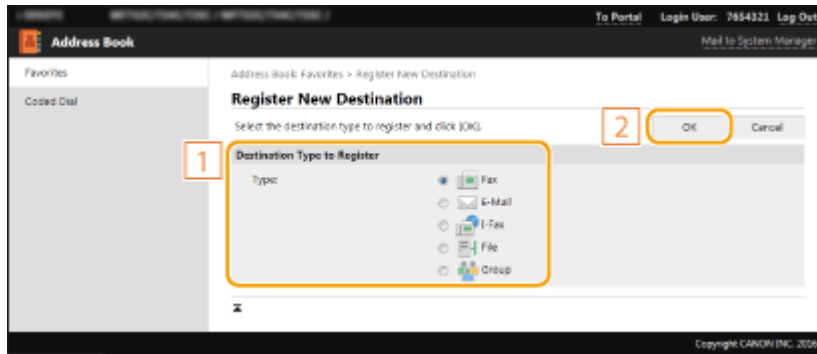 To Portal Login User: 7654321 Log Out
Address Book
Mail to System Manager
Favorites
Address Book: Favorites > Register New Destination
Coded Dial
Register New Destination
Select the destination type to register and click [OK].
2
OK
Cancel
1
Destination Type to Register
Type:
Fax
E-Mail
I-Fax
File
Group
Copyright CANON INC. 2016